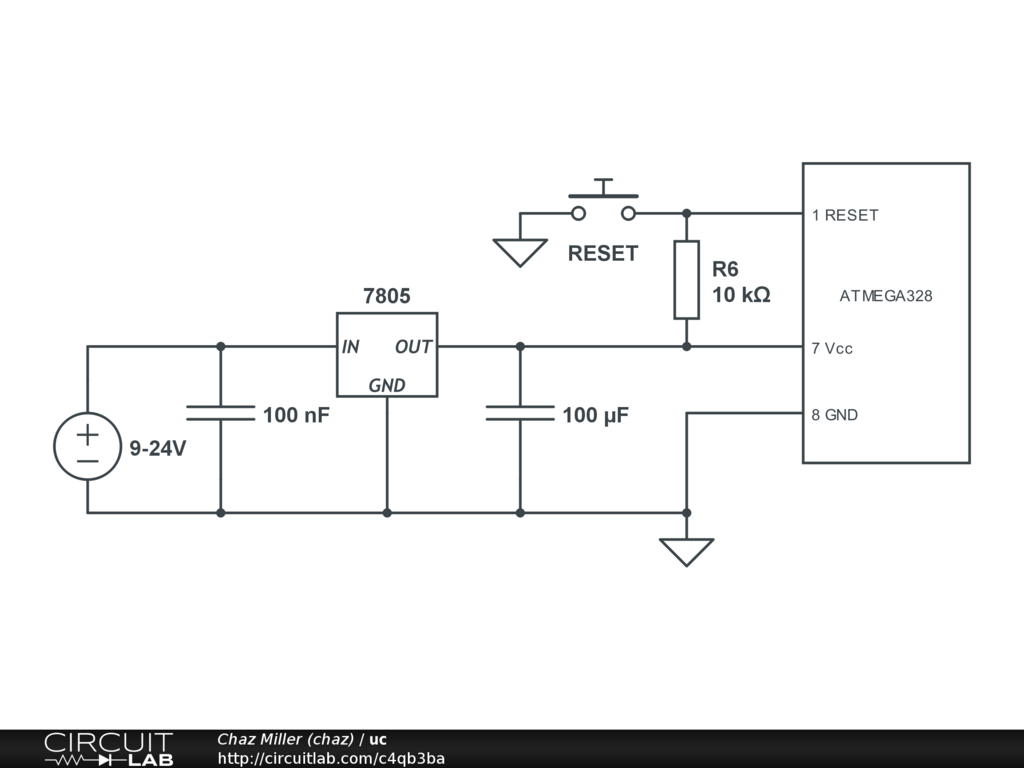 1 RESET
RESET
R6
10 kΩ
ATMEGA328
7805
IN
OUT
7 Vcc
GND
100 nF
100 µF
8 GND
+
−
9-24V
CIRCUIT
LAB
Chaz Miller (chaz) / uc
http://circuitlab.com/c4qb3ba